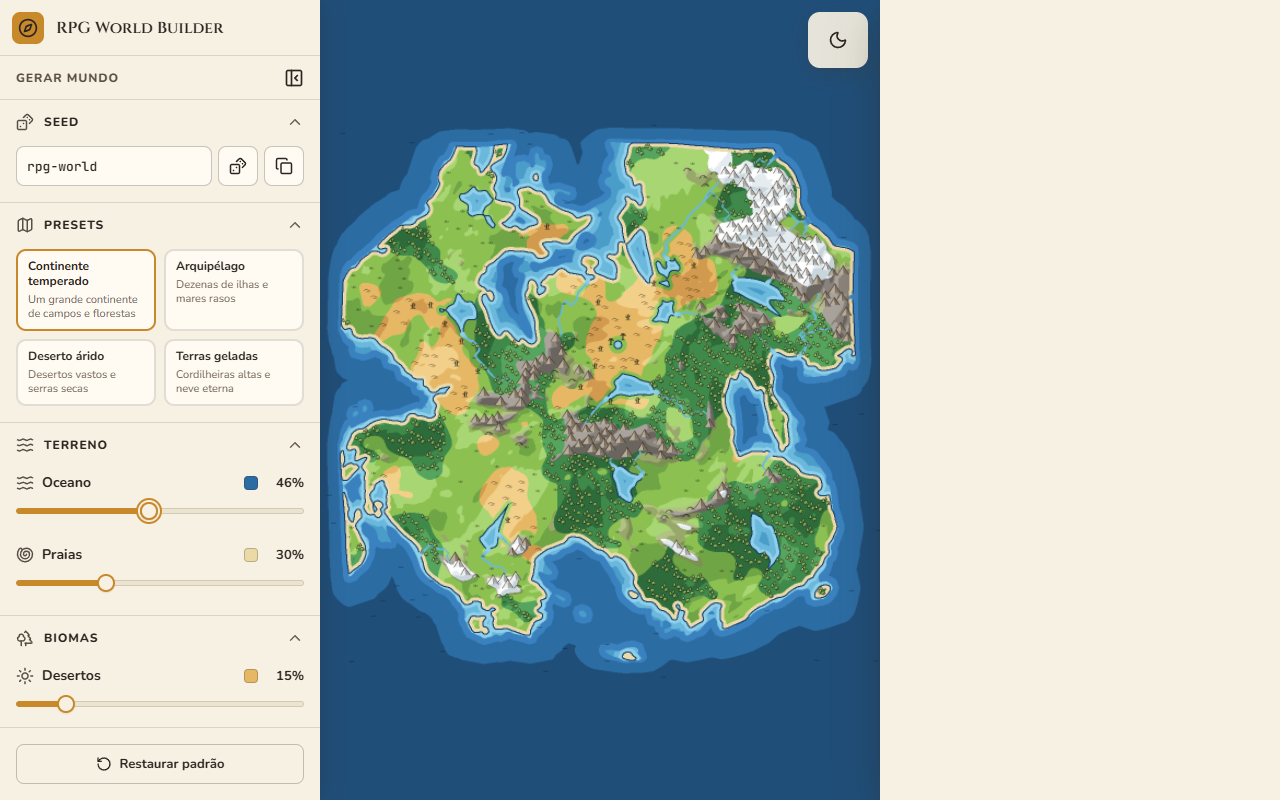 RPG World Builder
GERAR MUNDO
SEED
rpg-world
PRESETS
Continente
temperado
Um grande continente
de campos e florestas
Arquipélago
Dezenas de ilhas e
mares rasos
Deserto árido
Desertos vastos e
serras secas
Terras geladas
Cordilheiras altas e
neve eterna
TERRENO
Oceano 46%
Praias 30%
BIOMAS
Desertos 15%
Restaurar padrão